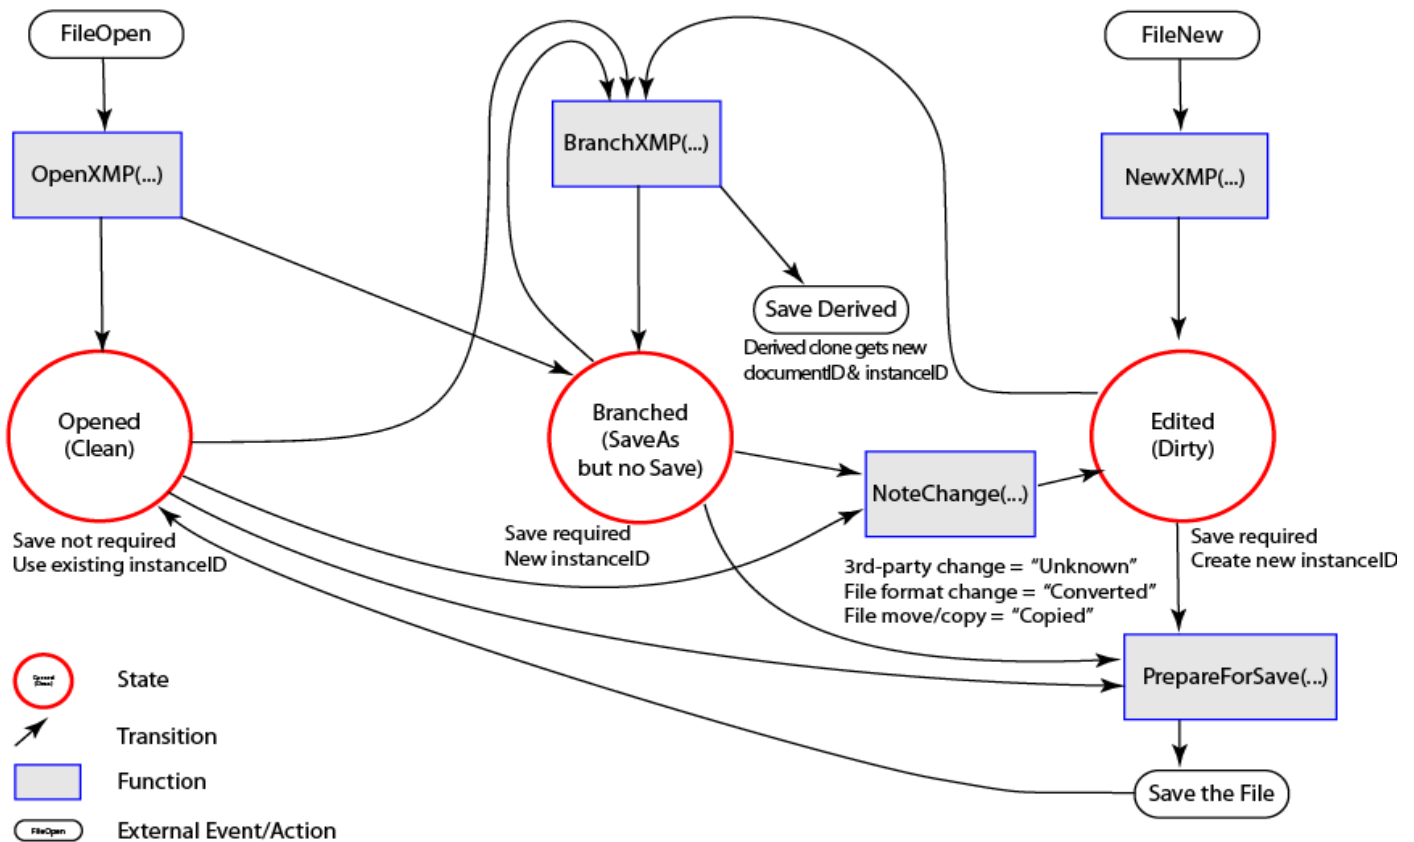 FileOpen
FileNew
BranchXMP(...)
OpenXMP(...)
NewXMP(...)
Save Derived
Derived clone gets new
documentID & instanceID
Opened
(Clean)
Branched
(SaveAs
but no Save)
Edited
(Dirty)
NoteChange(...)
Save not required
Use existing instanceID
Save required
New instanceID
Save required
Create new instanceID
3rd-party change = “Unknown”
File format change = “Converted”
File move/copy = “Copied”
PrepareForSave(...)
Save the File
Opened
(Clean)
State
Transition
Function
FileOpen
External Event/Action